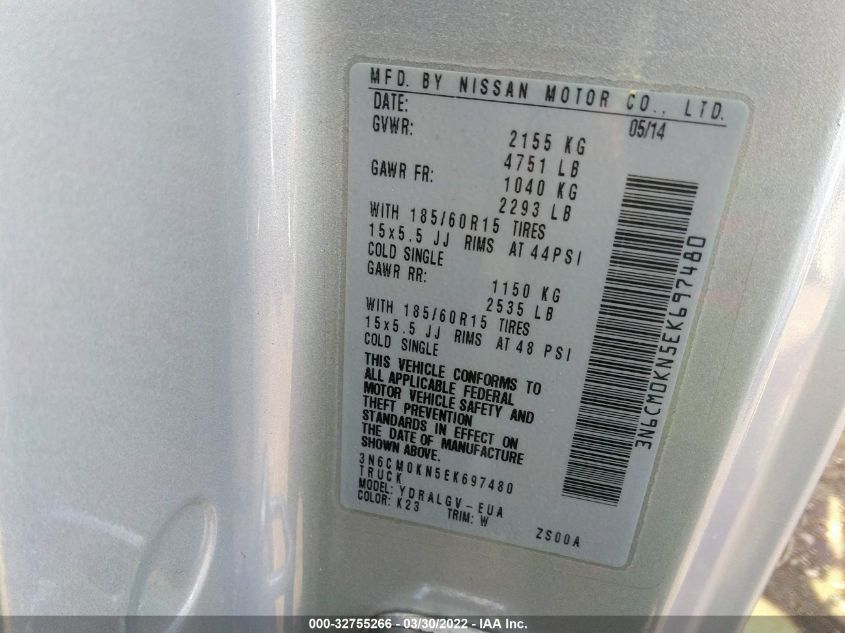 MFD. BY NISSAN MOTOR CO., LTD.
DATE: 05/14
GVWR: 2155 KG
4751 LB
GAWR FR: 1040 KG
2293 LB
WITH 185/60R15 TIRES
15x5.5 JJ RIMS AT 44PSI
COLD SINGLE
GAWR RR: 1150 KG
2535 LB
WITH 185/60R15 TIRES
15x5.5 JJ RIMS AT 48 PSI
COLD SINGLE
THIS VEHICLE CONFORMS TO
ALL APPLICABLE FEDERAL
MOTOR VEHICLE SAFETY AND
THEFT PREVENTION
STANDARDS IN EFFECT ON
THE DATE OF MANUFACTURE
SHOWN ABOVE.
3N6CM0KN5EK697480
TRUCK
MODEL: YDRALGV-EUA
COLOR: K23 TRIM: W
ZS00A
3N6CM0KN5EK697480
000-32755266 - 03/30/2022 - IAA Inc.